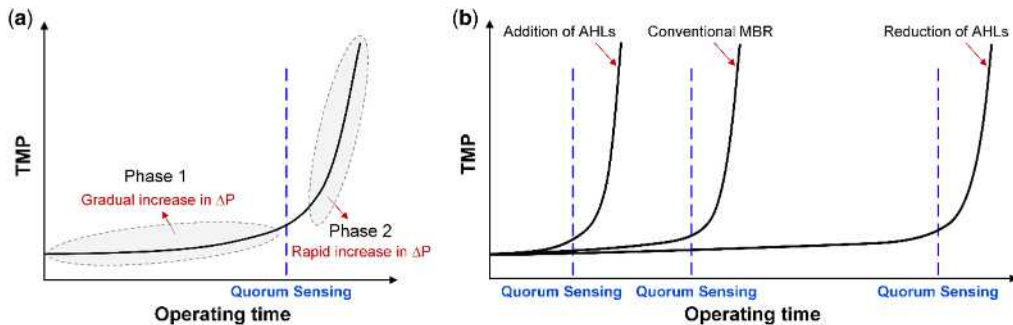 (a)
TMP
Phase 1
Gradual increase in ΔP
Phase 2
Rapid increase in ΔP
Quorum Sensing
Operating time
(b)
TMP
Addition of AHLs
Conventional MBR
Reduction of AHLs
Quorum Sensing
Quorum Sensing
Quorum Sensing
Operating time